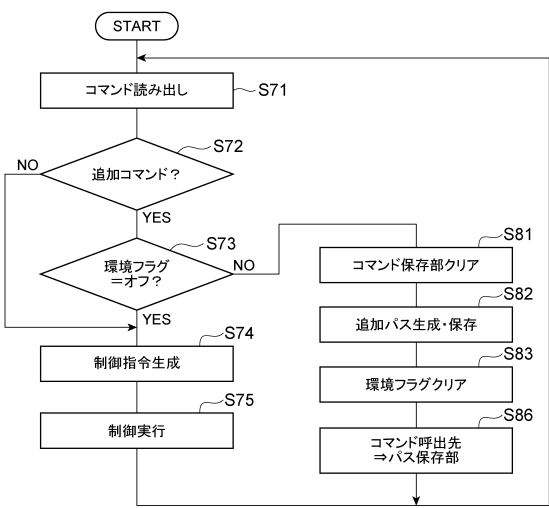 START
コマンド読み出し
S71
S72
NO
追加コマンド？
YES
S73
環境フラグ
＝オフ？
NO
YES
S74
制御指令生成
S75
制御実行
S81
コマンド保存部クリア
S82
追加パス生成・保存
S83
環境フラグクリア
S86
コマンド呼出先
⇒パス保存部